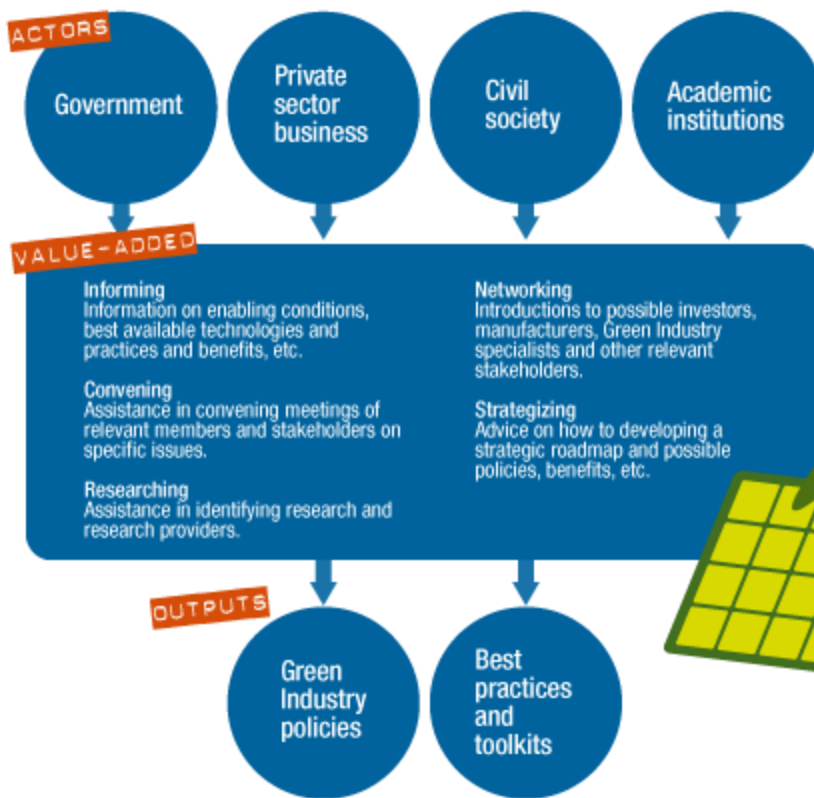 ACTORS
Government
Private
sector
business
Civil
society
Academic
institutions
VALUE-ADDED
Informing
Information on enabling conditions,
best available technologies and
practices and benefits, etc.
Convening
Assistance in convening meetings of
relevant members and stakeholders on
specific issues.
Researching
Assistance in identifying research and
research providers.
Networking
Introductions to possible investors,
manufacturers, Green Industry
specialists and other relevant
stakeholders.
Strategizing
Advice on how to developing a
strategic roadmap and possible
policies, benefits, etc.
OUTPUTS
Green
Industry
policies
Best
practices
and
toolkits